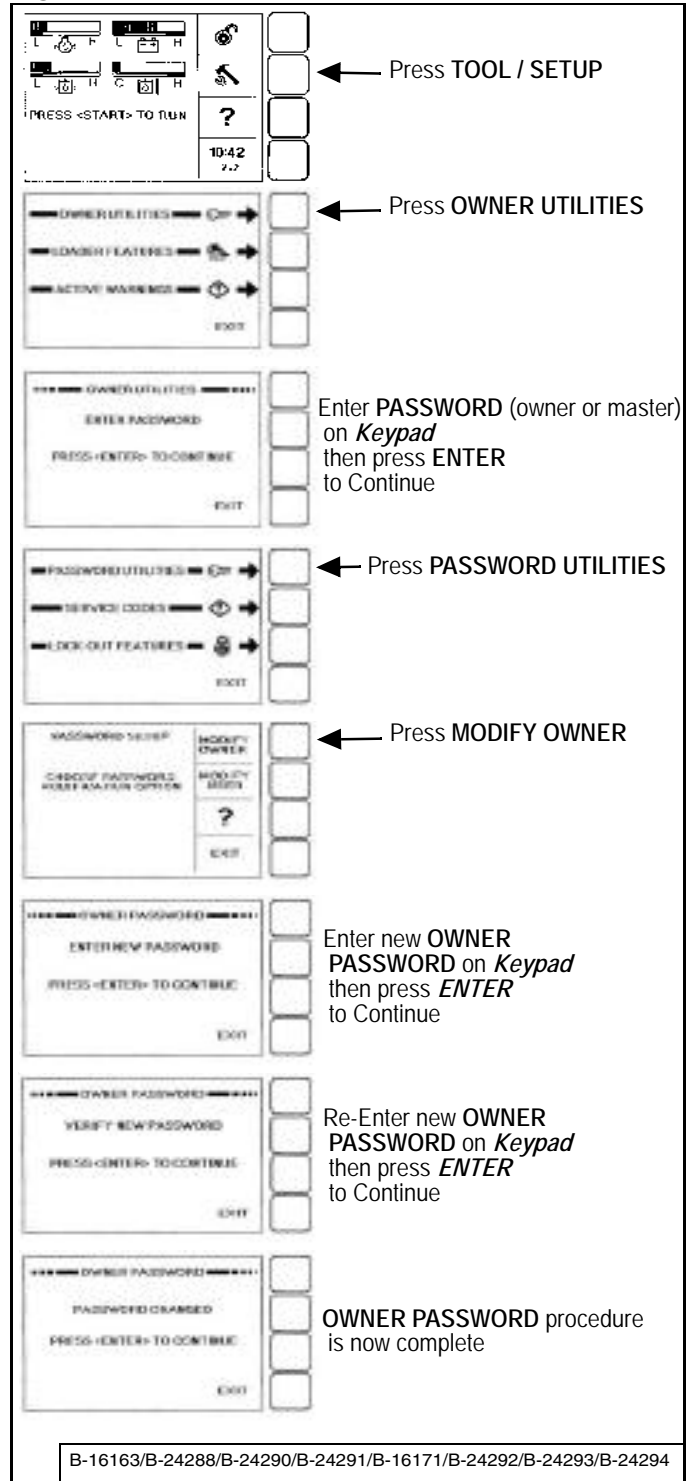 L F L H
L H C H
PRESS <START> TO RUN
?
10:42
Press TOOL / SETUP
OWNER UTILITIES
LOADER FEATURES
ACTIVE WARNINGS
EXIT
Press OWNER UTILITIES
OWNER UTILITIES
ENTER PASSWORD
PRESS <ENTER> TO CONTINUE
EXIT
Enter PASSWORD (owner or master)
on Keypad
then press ENTER
to Continue
PASSWORD UTILITIES
SERVICE CODES
LOCK OUT FEATURES
EXIT
Press PASSWORD UTILITIES
PASSWORD SETUP
CHOOSE PASSWORD
MODIFICATION OPTION
MODIFY
OWNER
MODIFY
USER
?
EXIT
Press MODIFY OWNER
OWNER PASSWORD
ENTER NEW PASSWORD
PRESS <ENTER> TO CONTINUE
EXIT
Enter new OWNER
PASSWORD on Keypad
then press ENTER
to Continue
OWNER PASSWORD
VERIFY NEW PASSWORD
PRESS <ENTER> TO CONTINUE
EXIT
Re-Enter new OWNER
PASSWORD on Keypad
then press ENTER
to Continue
OWNER PASSWORD
PASSWORD CHANGED
PRESS <ENTER> TO CONTINUE
EXIT
OWNER PASSWORD procedure
is now complete
B-16163/B-24288/B-24290/B-24291/B-16171/B-24292/B-24293/B-24294